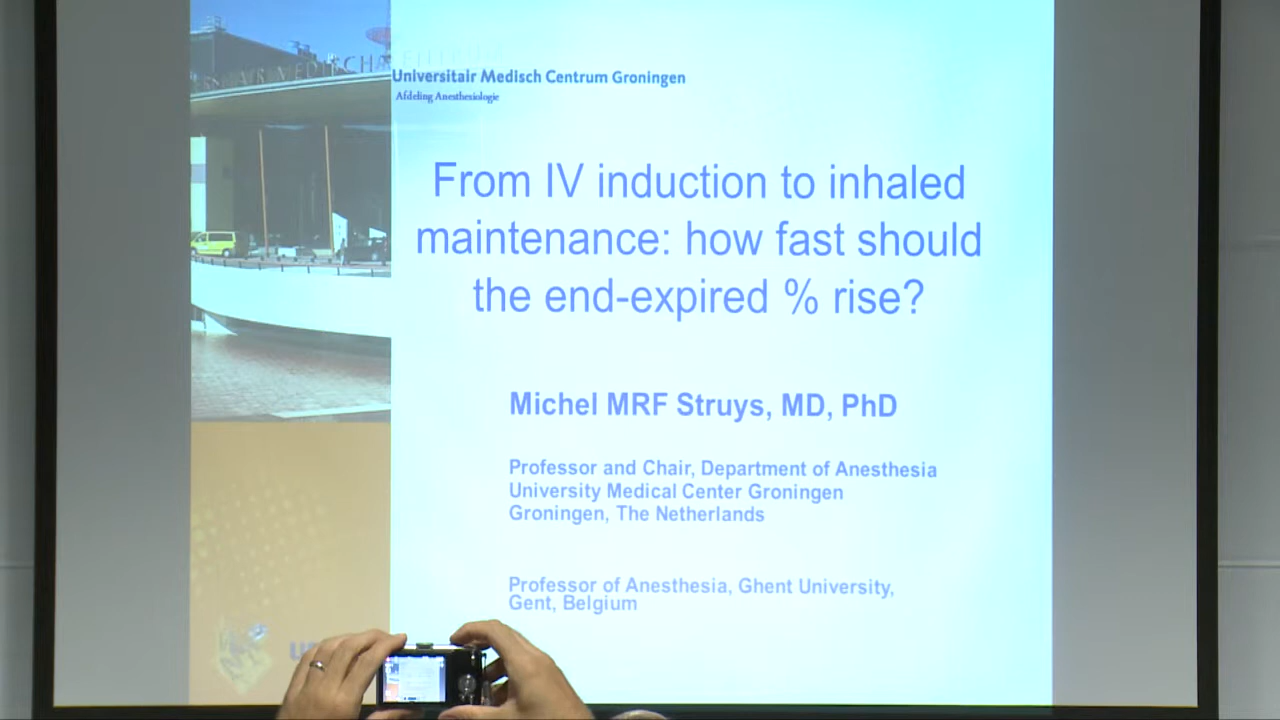 Universitair Medisch Centrum Groningen
Afdeling Anesthesiologie
From IV induction to inhaled
maintenance: how fast should
the end-expired % rise?
Michel MRF Struys, MD, PhD
Professor and Chair, Department of Anesthesia
University Medical Center Groningen
Groningen, The Netherlands
Professor of Anesthesia, Ghent University,
Gent, Belgium